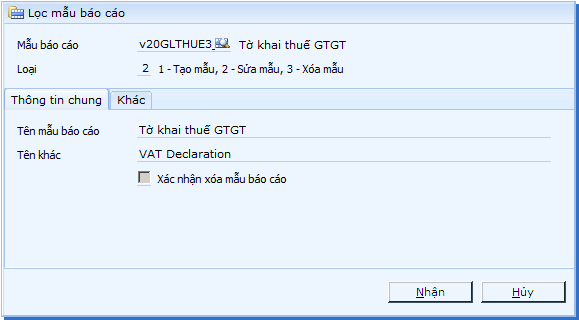 Lọc mẫu báo cáo
Mẫu báo cáo v20GLTHUE3_ Tờ khai thuế GTGT
Loại 2 1 - Tạo mẫu, 2 - Sửa mẫu, 3 - Xóa mẫu
Thông tin chung Khác
Tên mẫu báo cáo Tờ khai thuế GTGT
Tên khác VAT Declaration
Xác nhận xóa mẫu báo cáo
Nhận Hủy